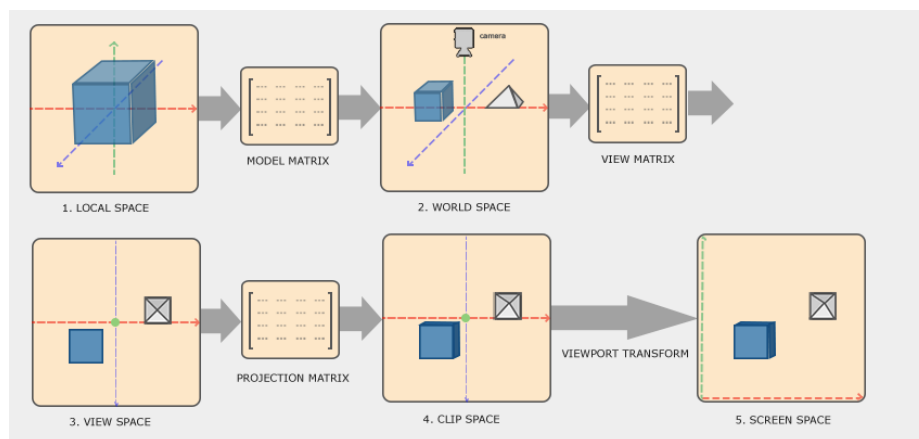 camera
MODEL MATRIX
VIEW MATRIX
1. LOCAL SPACE
2. WORLD SPACE
PROJECTION MATRIX
VIEWPORT TRANSFORM
3. VIEW SPACE
4. CLIP SPACE
5. SCREEN SPACE